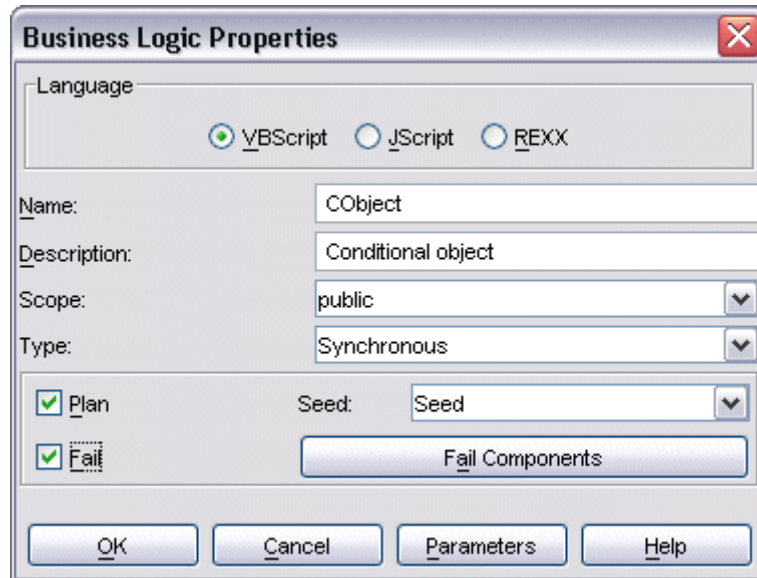 Business Logic Properties
Language
VBScript JScript REXX
Name: CObject
Description: Conditional object
Scope: public
Type: Synchronous
Plan Seed: Seed
Fail Fail Components
OK Cancel Parameters Help